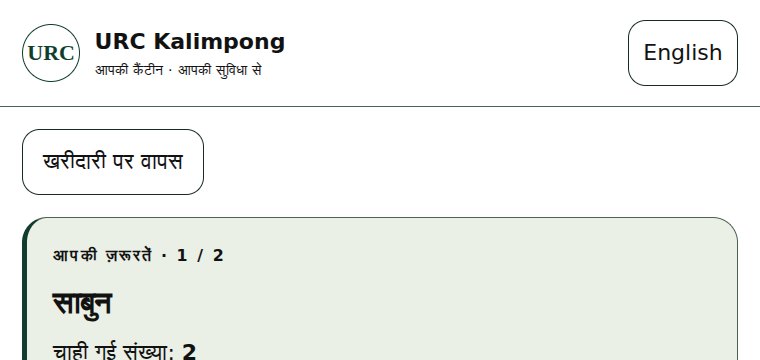 URC
URC Kalimpong
आपकी कैंटीन · आपकी सुविधा से
English
खरीदारी पर वापस
आपकी ज़रूरतें · 1 / 2
साबुन
चाही गई संख्या: 2